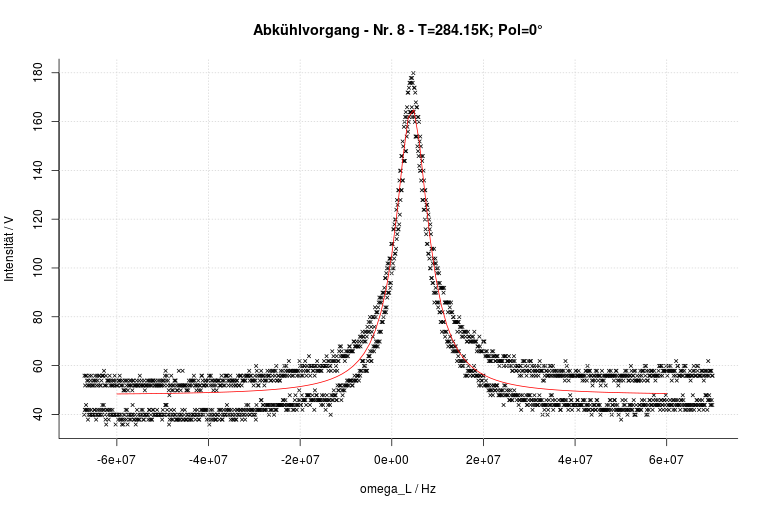 Abkühlvorgang - Nr. 8 - T=284.15K; Pol=0°
180
160
140
120
100
80
60
40
Intensität / V
-6e+07 -4e+07 -2e+07 0e+00 2e+07 4e+07 6e+07
omega_L / Hz